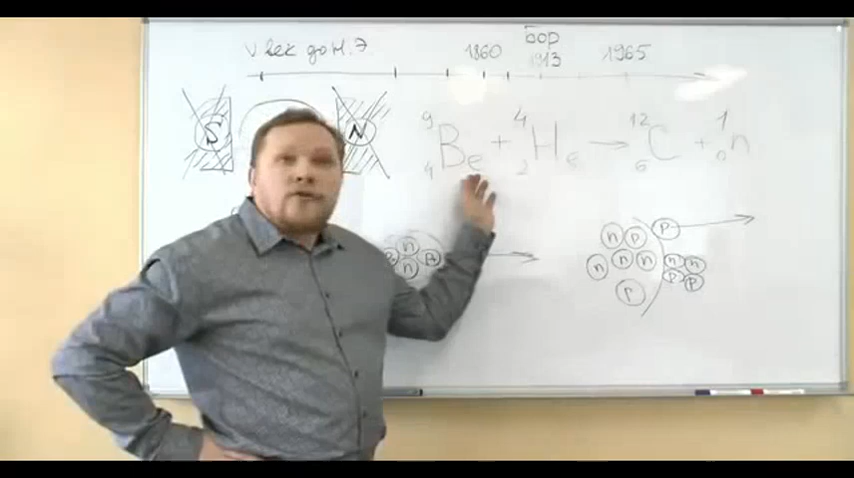 V век до н.э
1860
Бор
1913
1965
S
N
9 4 Be + 4 2 He → 12 6 C + 1 0 n
n
n
n p p
n n n n n
p p p